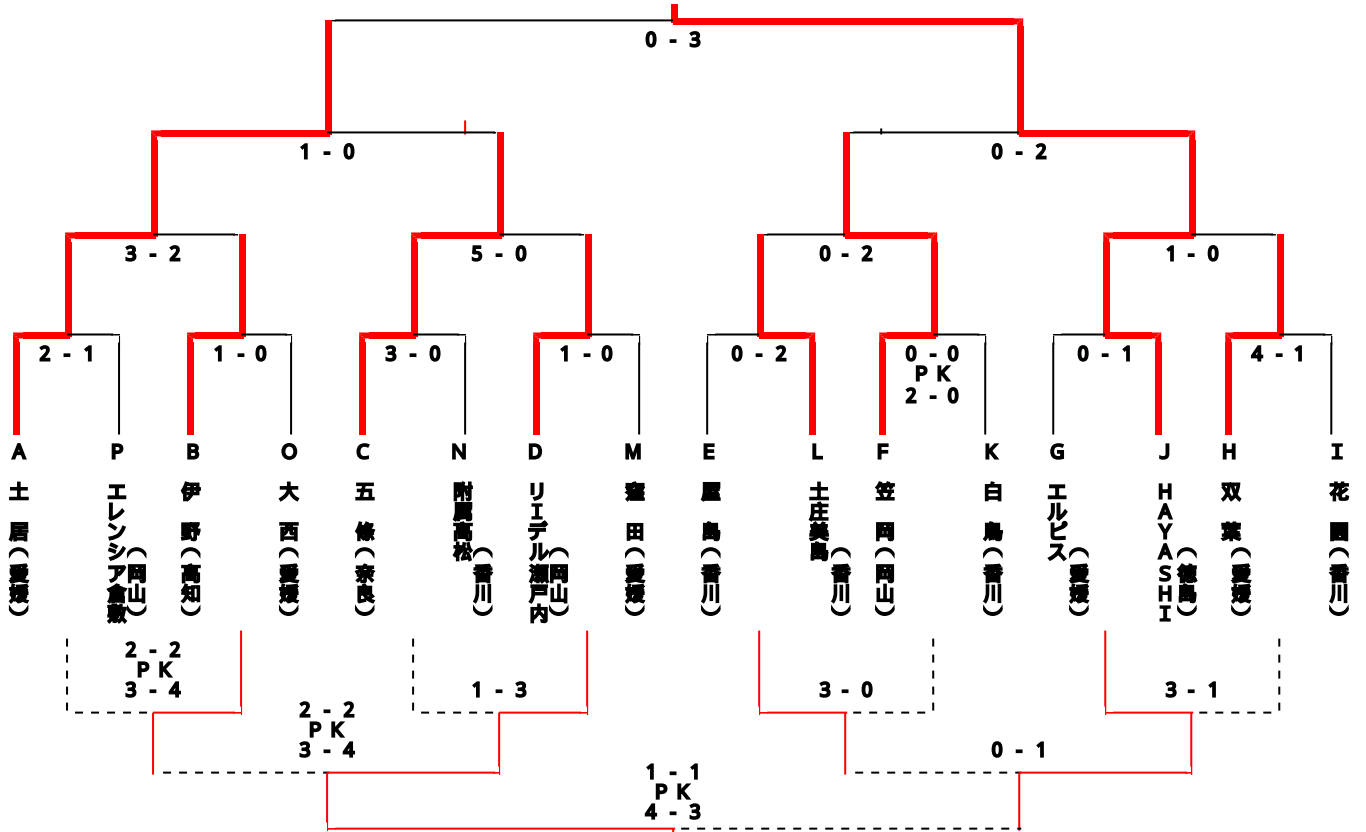 0 - 3
1 - 0
0 - 2
3 - 2
5 - 0
0 - 2
1 - 0
2 - 1
1 - 0
3 - 0
1 - 0
0 - 2
0 - 0
PK
2 - 0
0 - 1
4 - 1
A
P
B
O
C
N
D
M
E
L
F
K
G
J
H
I
土居(愛媛)
エレンシア倉敷
(岡山)
伊野(高知)
大西(愛媛)
五條(奈良)
附属高松
(香川)
リエデル瀬戸内
(岡山)
窪田(愛媛)
屋島(香川)
土庄美島
(香川)
笠岡(岡山)
白鳥(香川)
エルピス
(愛媛)
HAYASHI
(徳島)
双葉(愛媛)
花園(香川)
2 - 2
PK
3 - 4
1 - 3
3 - 0
3 - 1
2 - 2
PK
3 - 4
0 - 1
1 - 1
PK
4 - 3